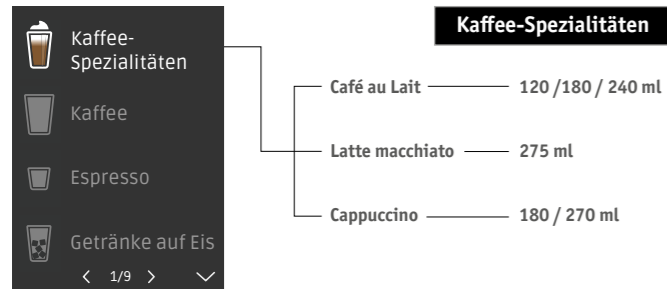 Kaffee-Spezialitäten
Kaffee-
Spezialitäten
Kaffee
Espresso
Getränke auf Eis
1/9
Café au Lait 120 /180 / 240 ml
Latte macchiato 275 ml
Cappuccino 180 / 270 ml